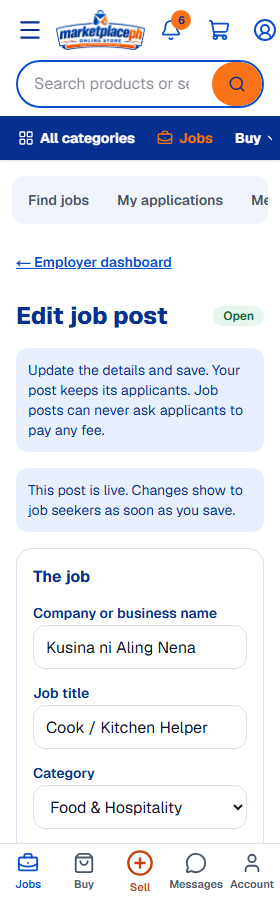 marketplaceph
ONLINE STORE
6
Search products or se
All categories
Jobs
Buy
Find jobs
My applications
Me
← Employer dashboard
Edit job post
Open
Update the details and save. Your
post keeps its applicants. Job
posts can never ask applicants to
pay any fee.
This post is live. Changes show to
job seekers as soon as you save.
The job
Company or business name
Kusina ni Aling Nena
Job title
Cook / Kitchen Helper
Category
Food & Hospitality
Jobs
Buy
Sell
Messages
Account